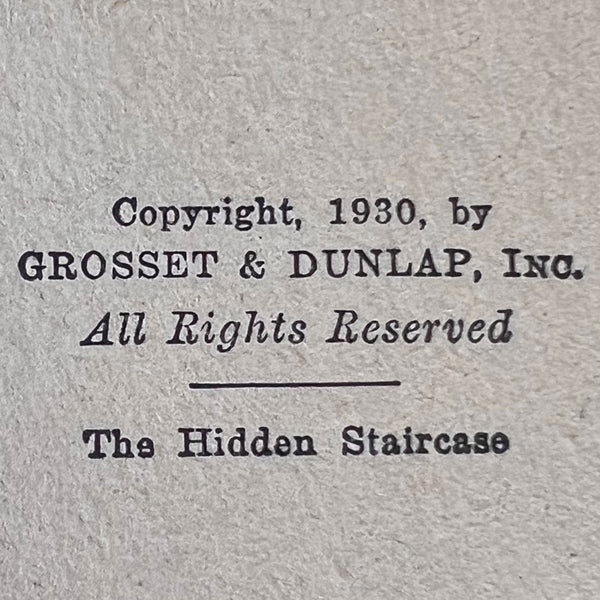 Copyright, 1930, by
GROSSET & DUNLAP, INC.
All Rights Reserved
The Hidden Staircase